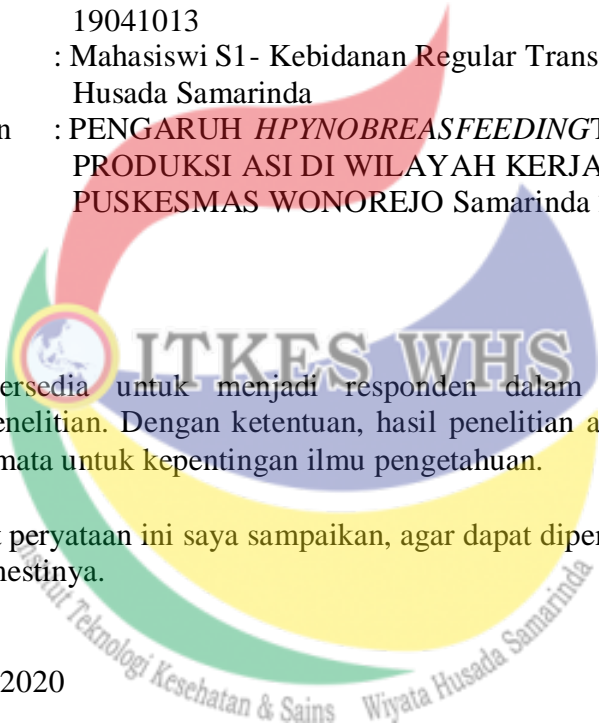 19041013
: Mahasiswi S1- Kebidanan Regular Trans
Husada Samarinda
n : PENGARUH HPYNOBREASFEEDINGT
PRODUKSI ASI DI WILAYAH KERJA
PUSKESMAS WONOREJO Samarinda
ITKES WHS
ersedia untuk menjadi responden dalam
enelitian. Dengan ketentuan, hasil penelitian a
mata untuk kepentingan ilmu pengetahuan.
t peryataan ini saya sampaikan, agar dapat diper
nestinya.
Institut Teknologi Kesehatan & Sains Wiyata Husada Samarinda
2020